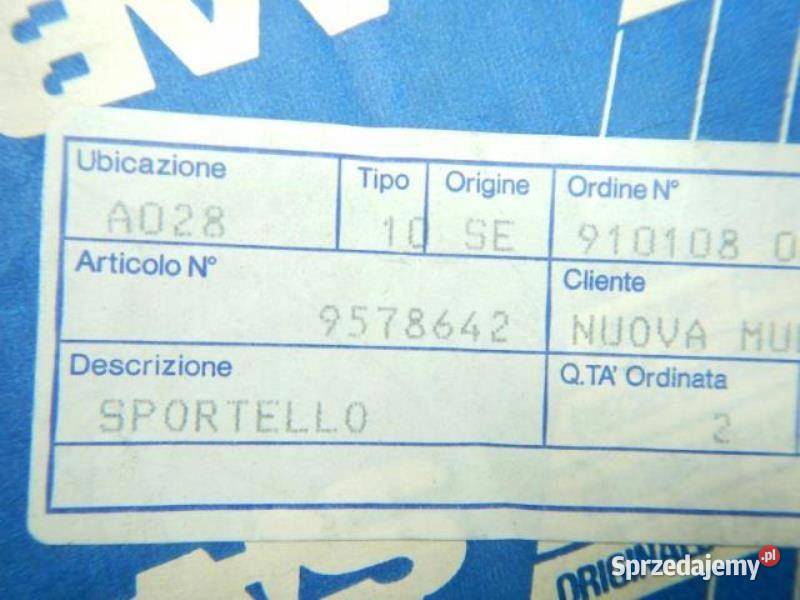 Ubicazione Tipo Origine Ordine N°
A028 10 SE 910108
Articolo N° Cliente
9578642 NUOVA
Descrizione Q.TA' Ordinata
SPORTELLO 2
Sprzedajemy.pl